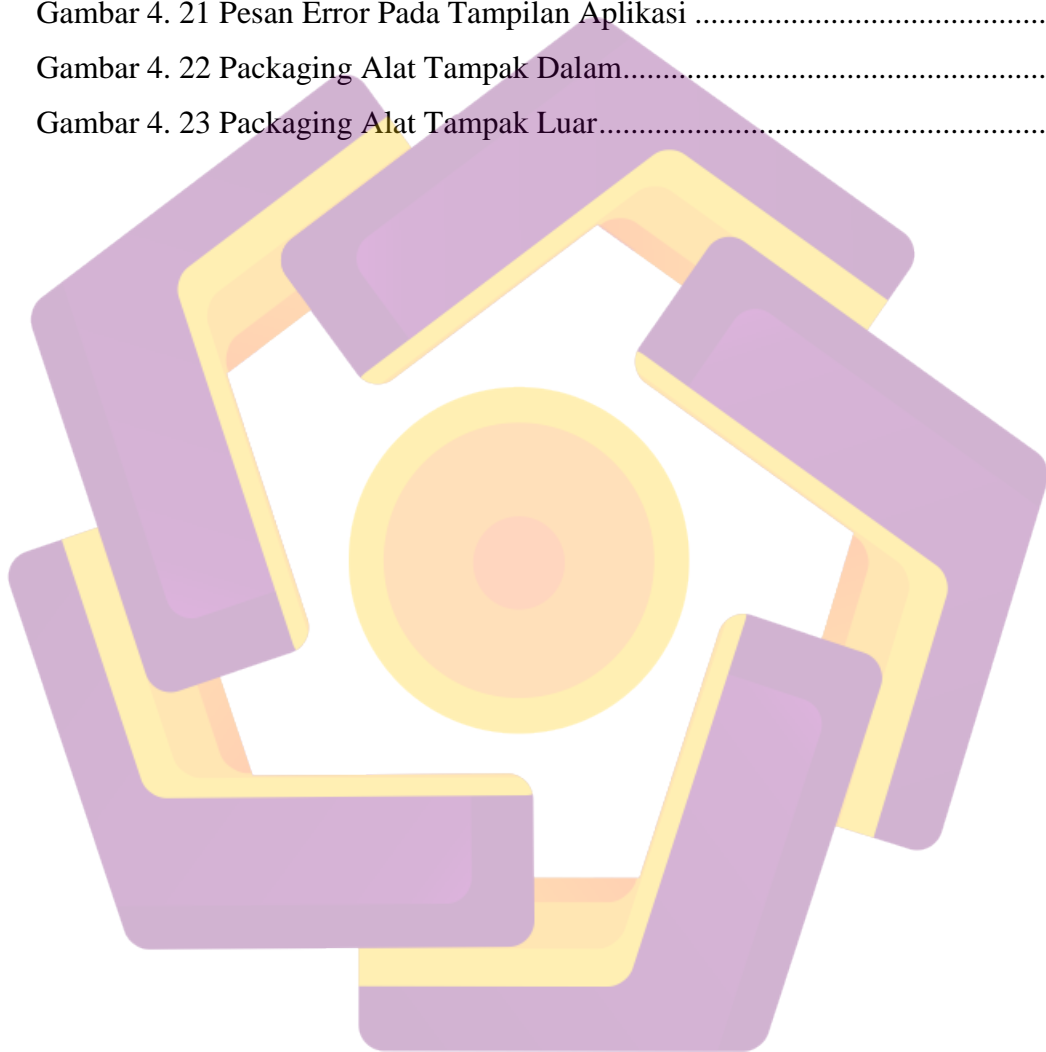 Gambar 4. 21 Pesan Error Pada Tampilan Aplikasi ............................................
Gambar 4. 22 Packaging Alat Tampak Dalam.....................................................
Gambar 4. 23 Packaging Alat Tampak Luar........................................................